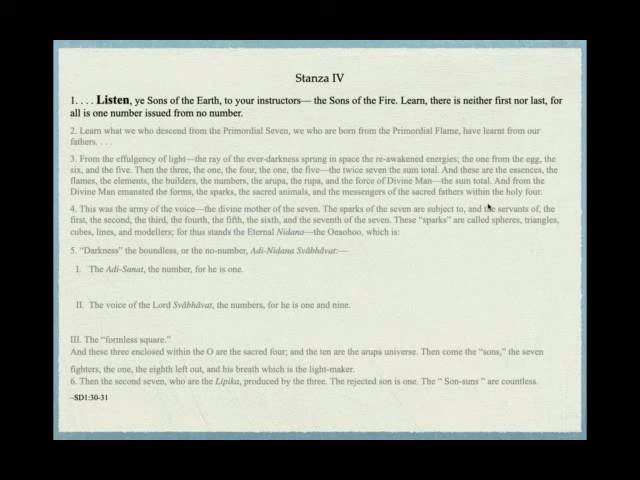 Stanza IV
1. . . . Listen, ye Sons of the Earth, to your instructors— the Sons of the Fire. Learn, there is neither first nor last, for
all is one number issued from no number.
2. Learn what we who descend from the Primordial Seven, we who are born from the Primordial Flame, have learnt from our
fathers. . . .
3. From the effulgency of light—the ray of the ever-darkness sprung in space the re-awakened energies; the one from the egg, the
six, and the five. Then the three, the one, the four, the one, the five—the twice seven the sum total. And these are the essences, the
flames, the elements, the builders, the numbers, the arupa, the rupa, and the force of Divine Man—the sum total. And from the
Divine Man emanated the forms, the sparks, the sacred animals, and the messengers of the sacred fathers within the holy four.
4. This was the army of the voice—the divine mother of the seven. The sparks of the seven are subject to, and the servants of, the
first, the second, the third, the fourth, the fifth, the sixth, and the seventh of the seven. These “sparks” are called spheres, triangles,
cubes, lines, and modellers; for thus stands the Eternal Nidana—the Oeaohoo, which is:
5. “Darkness” the boundless, or the no-number, Adi-Nidana Svâbhâvat:—
I. The Adi-Sanat, the number, for he is one.
II. The voice of the Lord Svâbhâvat, the numbers, for he is one and nine.
III. The “formless square.”
And these three enclosed within the O are the sacred four; and the ten are the arupa universe. Then come the “sons,” the seven
fighters, the one, the eighth left out, and his breath which is the light-maker.
6. Then the second seven, who are the Lipika, produced by the three. The rejected son is one. The “ Son-suns ” are countless.
–SD1:30-31